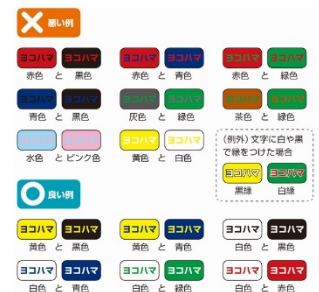 悪い例
ヨコハマ ヨコハマ ヨコハマ ヨコハマ ヨコハマ ヨコハマ
赤色 と 黒色 赤色 と 青色 赤色 と 緑色
ヨコハマ ヨコハマ ヨコハマ ヨコハマ ヨコハマ ヨコハマ
青色 と 黒色 灰色 と 緑色 茶色 と 緑色
ヨコハマ ヨコハマ ヨコハマ ヨコハマ
水色 と ピンク色 黄色 と 白色
(例外)文字に白や黒
で縁をつけた場合
ヨコハマ ヨコハマ
黒縁 白縁
良い例
ヨコハマ ヨコハマ ヨコハマ ヨコハマ ヨコハマ ヨコハマ
黄色 と 黒色 黄色 と 青色 白色 と 黒色
ヨコハマ ヨコハマ ヨコハマ ヨコハマ ヨコハマ ヨコハマ
白色 と 青色 白色 と 緑色 白色 と 赤色